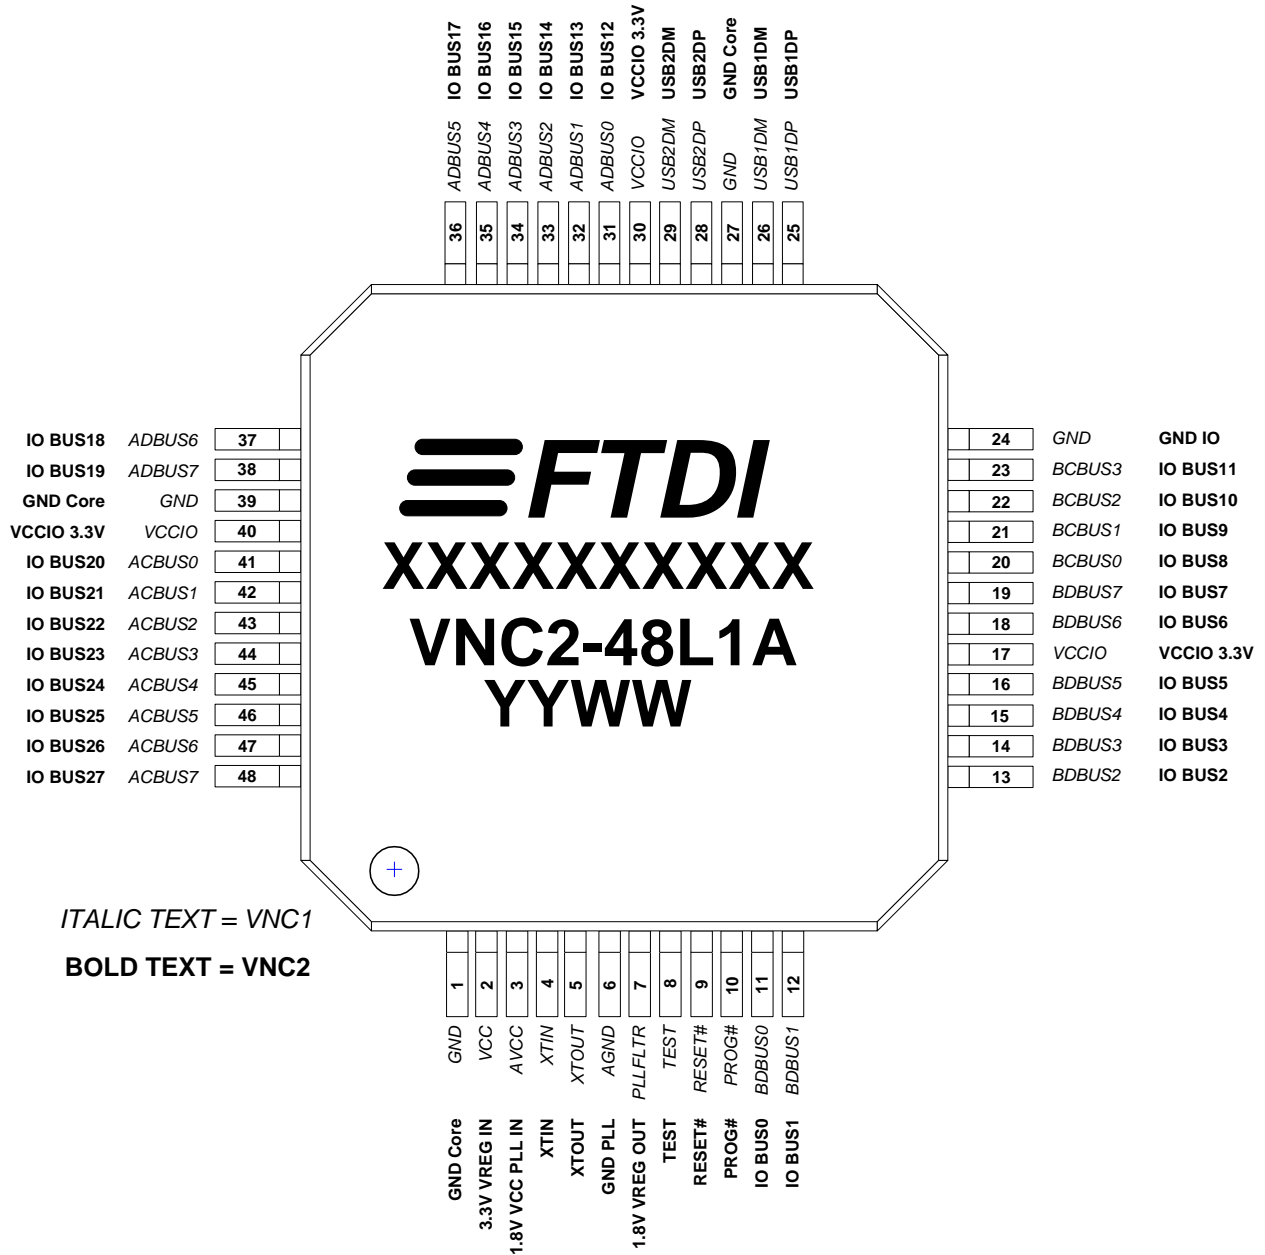 IO BUS17 IO BUS16 IO BUS15 IO BUS14 IO BUS13 IO BUS12 VCCIO 3.3V USB2DM USB2DP GND Core USB1DM USB1DP
ADBUS5 ADBUS4 ADBUS3 ADBUS2 ADBUS1 ADBUS0 VCCIO USB2DM USB2DP GND USB1DM USB1DP
36 35 34 33 32 31 30 29 28 27 26 25
IO BUS18 ADBUS6 37
IO BUS19 ADBUS7 38
GND Core GND 39
VCCIO 3.3V VCCIO 40
IO BUS20 ACBUS0 41
IO BUS21 ACBUS1 42
IO BUS22 ACBUS2 43
IO BUS23 ACBUS3 44
IO BUS24 ACBUS4 45
IO BUS25 ACBUS5 46
IO BUS26 ACBUS6 47
IO BUS27 ACBUS7 48
FTDI
XXXXXXXXXX
VNC2-48L1A
YYWW
24 GND GND IO
23 BCBUS3 IO BUS11
22 BCBUS2 IO BUS10
21 BCBUS1 IO BUS9
20 BCBUS0 IO BUS8
19 BDBUS7 IO BUS7
18 BDBUS6 IO BUS6
17 VCCIO VCCIO 3.3V
16 BDBUS5 IO BUS5
15 BDBUS4 IO BUS4
14 BDBUS3 IO BUS3
13 BDBUS2 IO BUS2
ITALIC TEXT = VNC1
BOLD TEXT = VNC2
1 2 3 4 5 6 7 8 9 10 11 12
GND VCC AVCC XTIN XTOUT AGND PLLFLTR TEST RESET# PROG# BDBUS0 BDBUS1
GND Core 3.3V VREG IN 1.8V VCC PLL IN XTIN XTOUT GND PLL 1.8V VREG OUT TEST RESET# PROG# IO BUS0 IO BUS1